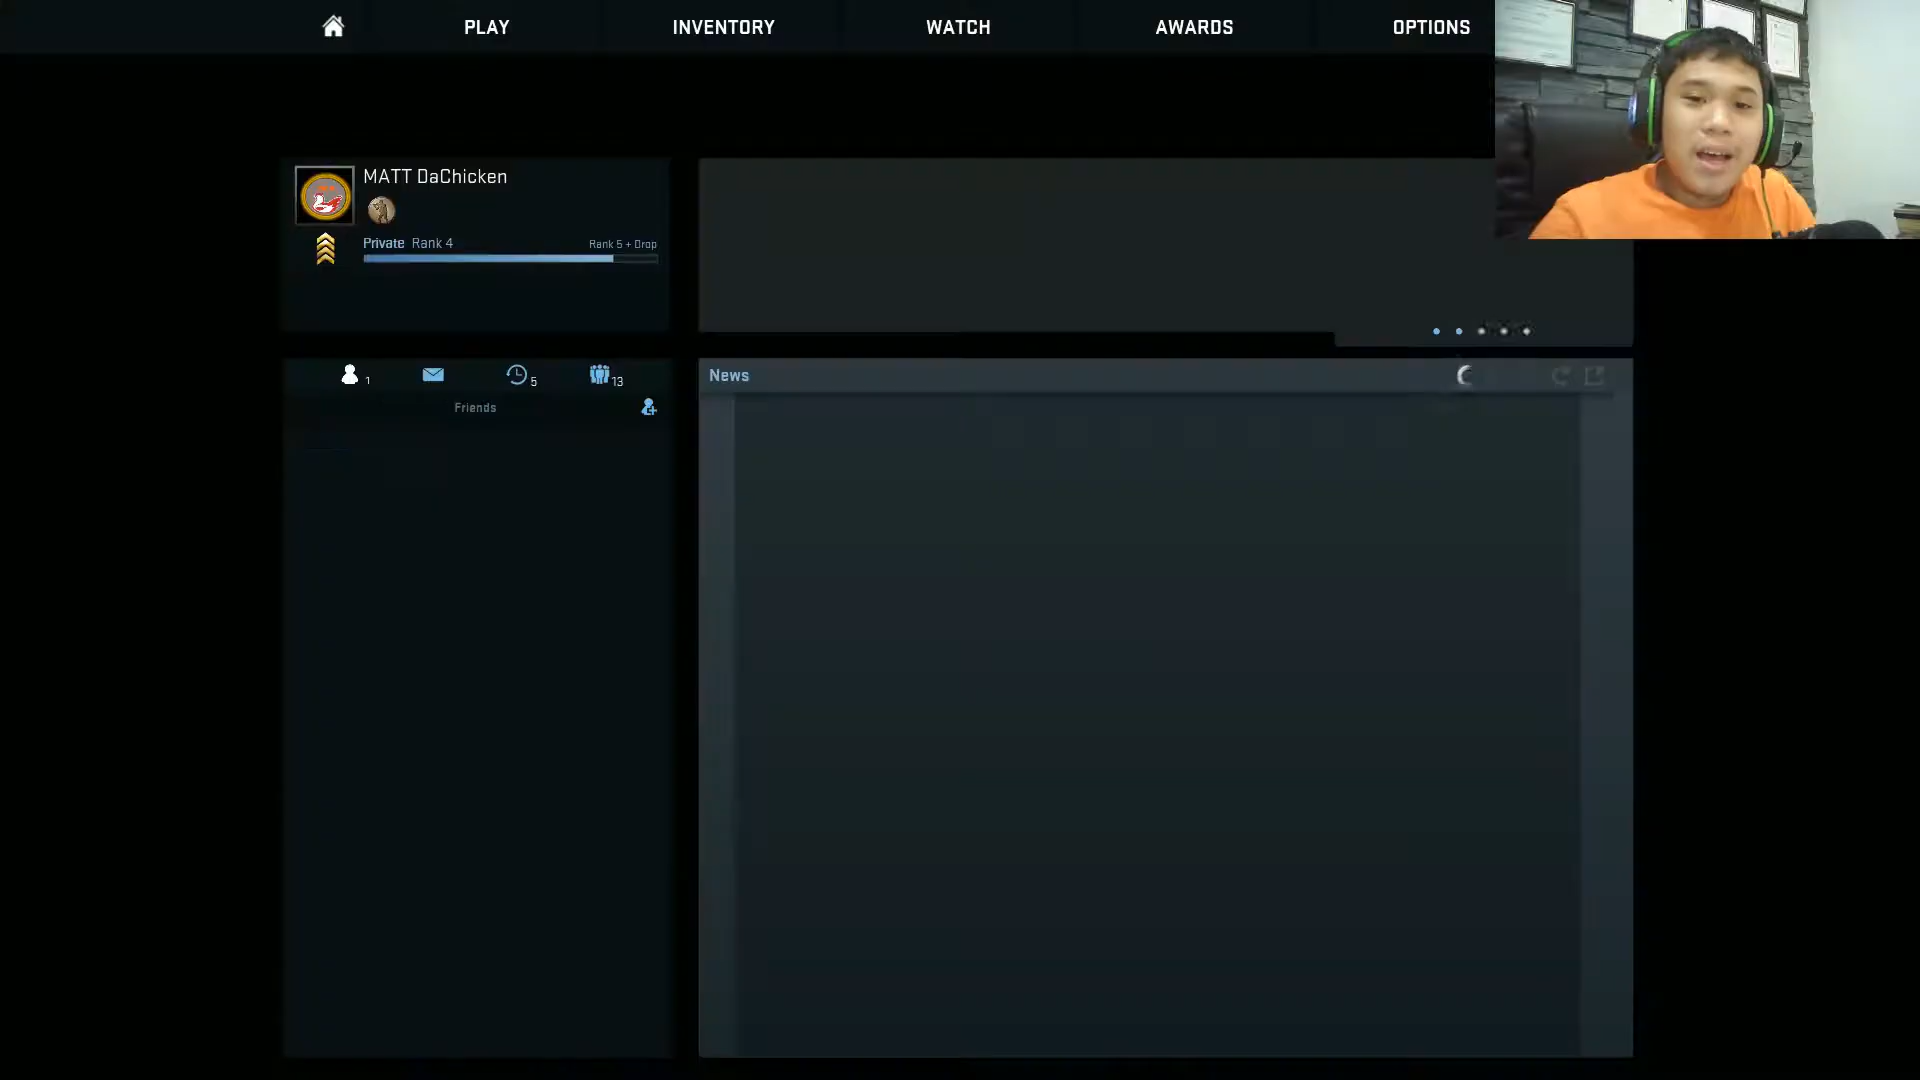 PLAY
INVENTORY
WATCH
AWARDS
OPTIONS
MATT DaChicken
Private Rank 4
Rank 5 + Drop
1
5
13
Friends
News